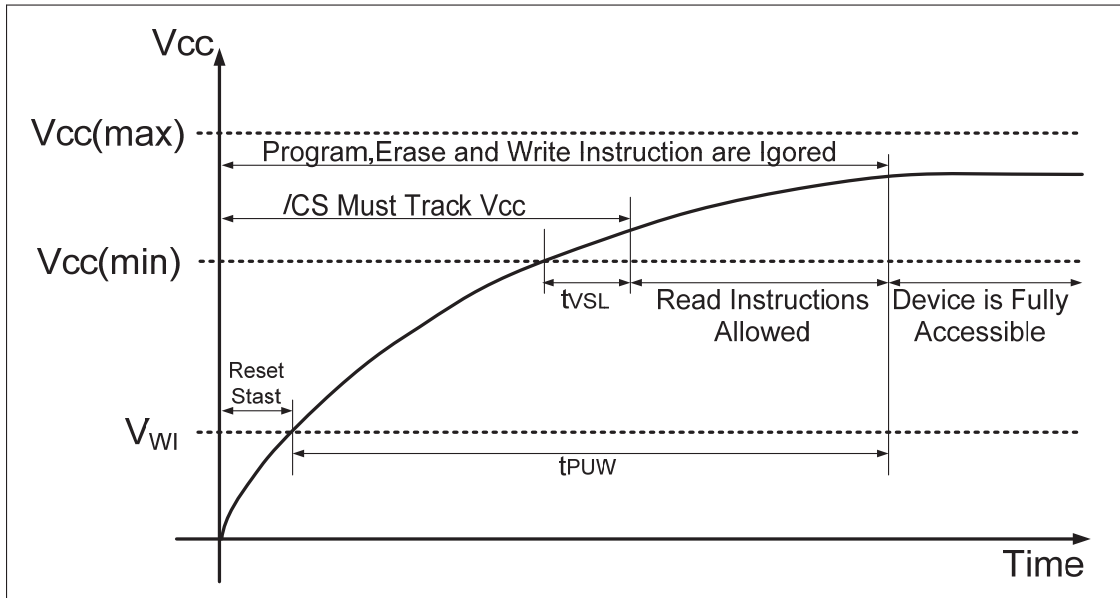 Vcc
Vcc(max)
Program,Erase and Write Instruction are Igored
/CS Must Track Vcc
Vcc(min)
tVSL
Read Instructions
Allowed
Device is Fully
Accessible
Reset
Stast
VWI
tPUW
Time